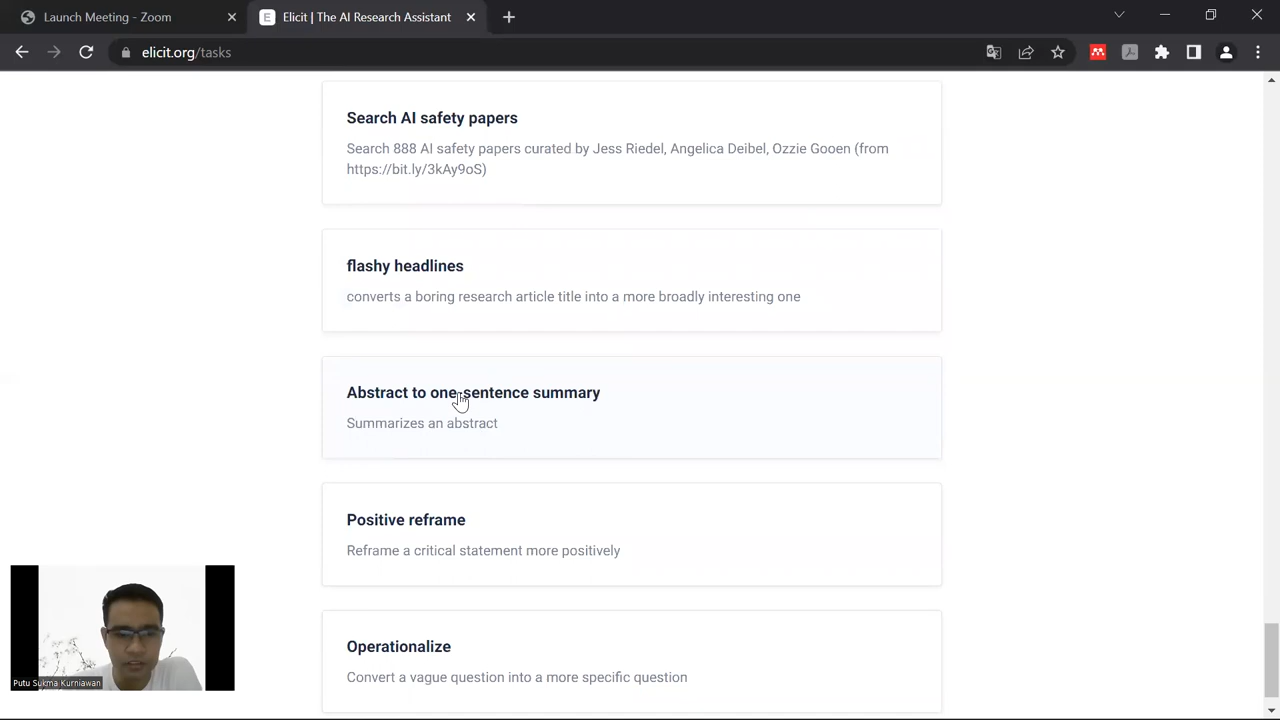 Launch Meeting - Zoom
Elicit | The AI Research Assistant
elicit.org/tasks
Search AI safety papers
Search 888 AI safety papers curated by Jess Riedel, Angelica Deibel, Ozzie Gooen (from
https://bit.ly/3kAy9oS)
flashy headlines
converts a boring research article title into a more broadly interesting one
Abstract to one-sentence summary
Summarizes an abstract
Positive reframe
Reframe a critical statement more positively
Operationalize
Convert a vague question into a more specific question
Putu Sukma Kurniawan